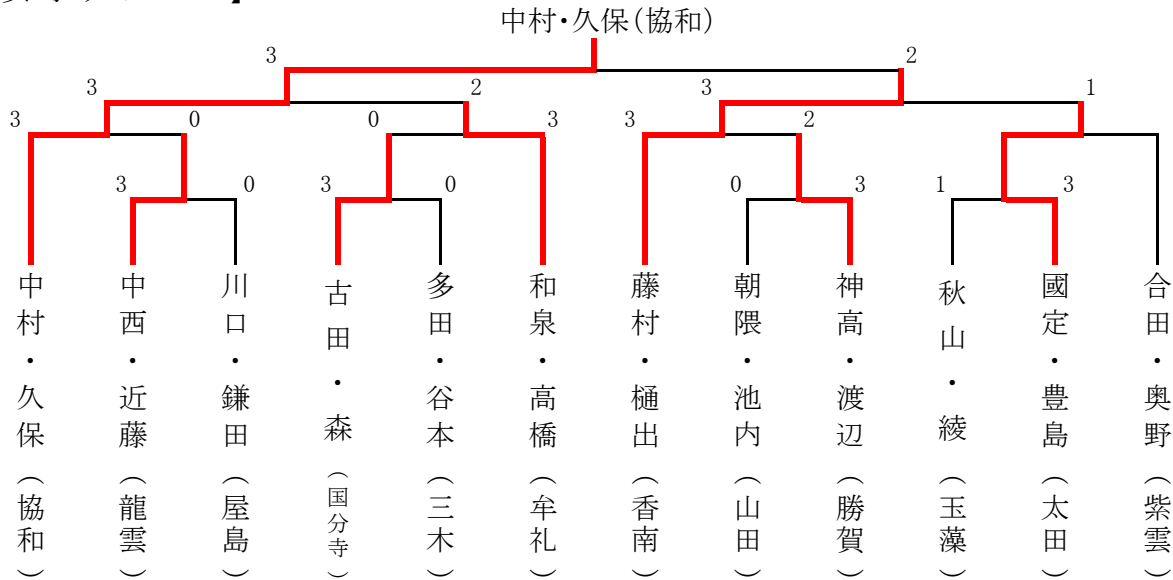 中村・久保(協和)
3 2
3 2 3 1
3 0 0 3 3 2
3 0 3 0 0 3 1 3
中村・久保(協和)
中西・近藤(龍雲)
川口・鎌田(屋島)
古田・森(国分寺)
多田・谷本(三木)
和泉・高橋(牟礼)
藤村・樋出(香南)
朝隈・池内(山田)
神高・渡辺(勝賀)
秋山・綾(玉藻)
國定・豊島(太田)
合田・奥野(紫雲)